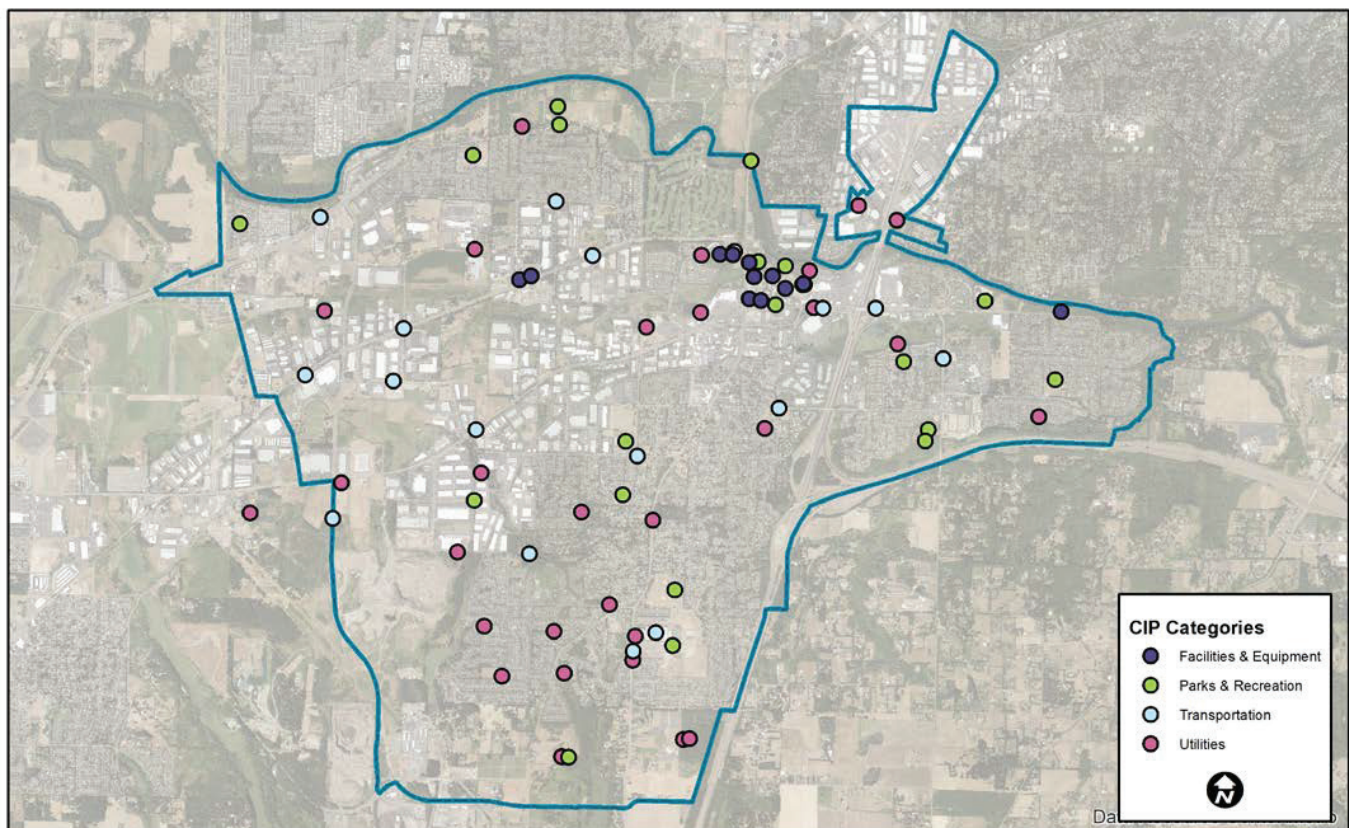 CIP Categories
Facilities & Equipment
Parks & Recreation
Transportation
Utilities
N